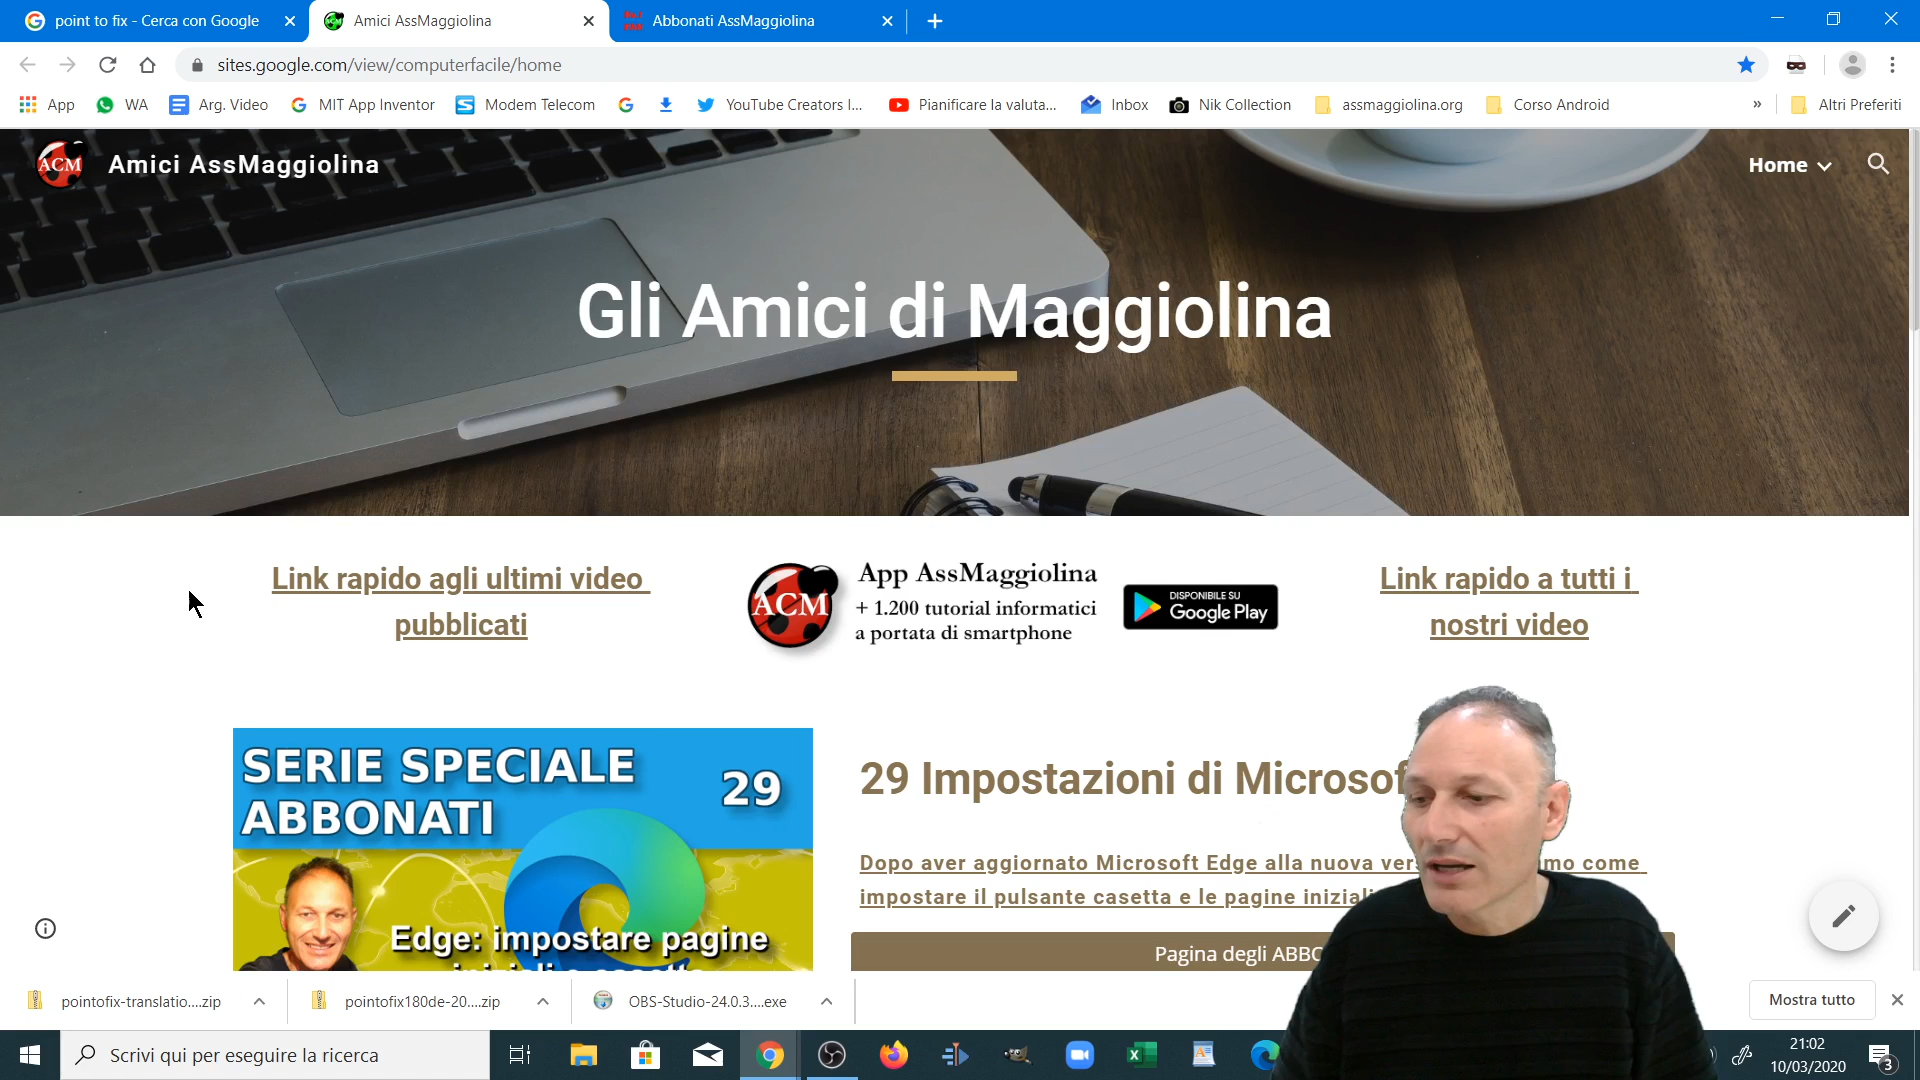 point to fix - Cerca con Google
Amici AssMaggiolina
Abbonati AssMaggiolina
sites.google.com/view/computerfacile/home
App
WA
Arg. Video
MIT App Inventor
Modem Telecom
YouTube Creators I...
Pianificare la valuta...
Inbox
Nik Collection
assmaggiolina.org
Corso Android
»
Altri Preferiti
ACM
Amici AssMaggiolina
Home
Gli Amici di Maggiolina
Link rapido agli ultimi video
pubblicati
ACM
App AssMaggiolina
+ 1.200 tutorial informatici
a portata di smartphone
DISPONIBILE SU
Google Play
Link rapido a tutti i
nostri video
SERIE SPECIALE
ABBONATI
29
Edge: impostare pagine
29 Impostazioni di Microsof
Dopo aver aggiornato Microsoft Edge alla nuova ver mo come
impostare il pulsante casetta e le pagine inizial
Pagina degli ABBO
pointofix-translatio....zip
pointofix180de-20....zip
OBS-Studio-24.0.3....exe
Mostra tutto
Scrivi qui per eseguire la ricerca
21:02
10/03/2020
3